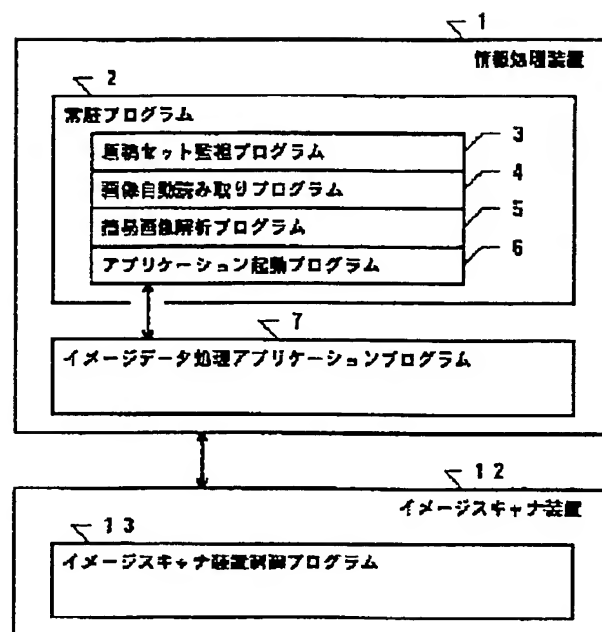 1
情報処理装置
2
常駐プログラム
原稿セット監視プログラム
3
画像自動読み取りプログラム
4
簡易画像解析プログラム
5
アプリケーション起動プログラム
6
7
イメージデータ処理アプリケーションプログラム
12
イメージスキャナ装置
13
イメージスキャナ装置制御プログラム